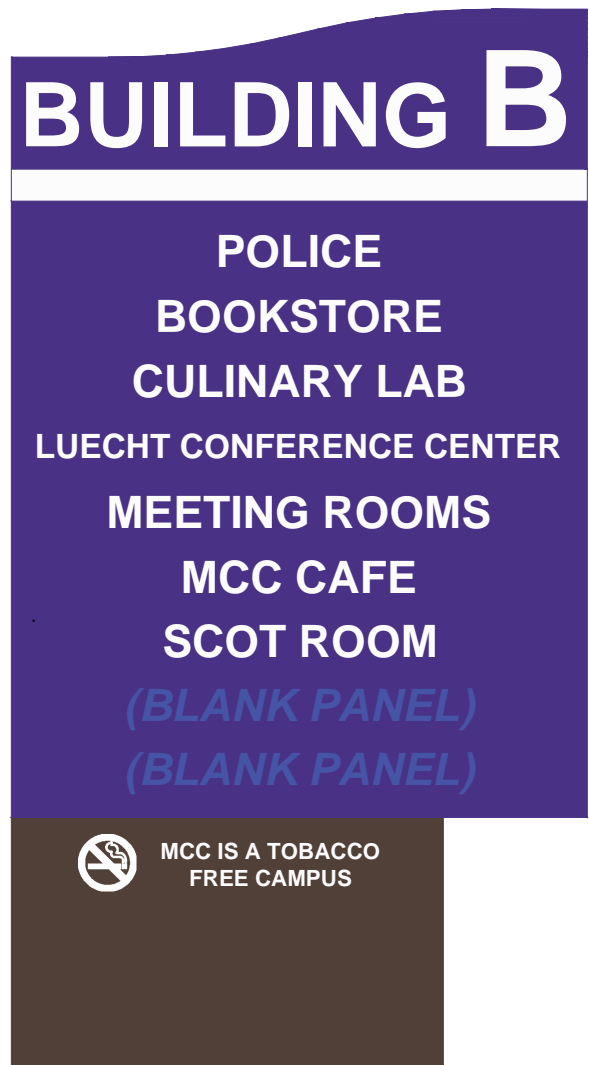 BUILDING B
POLICE
BOOKSTORE
CULINARY LAB
LUECHT CONFERENCE CENTER
MEETING ROOMS
MCC CAFE
SCOT ROOM
(BLANK PANEL)
(BLANK PANEL)
MCC IS A TOBACCO
FREE CAMPUS